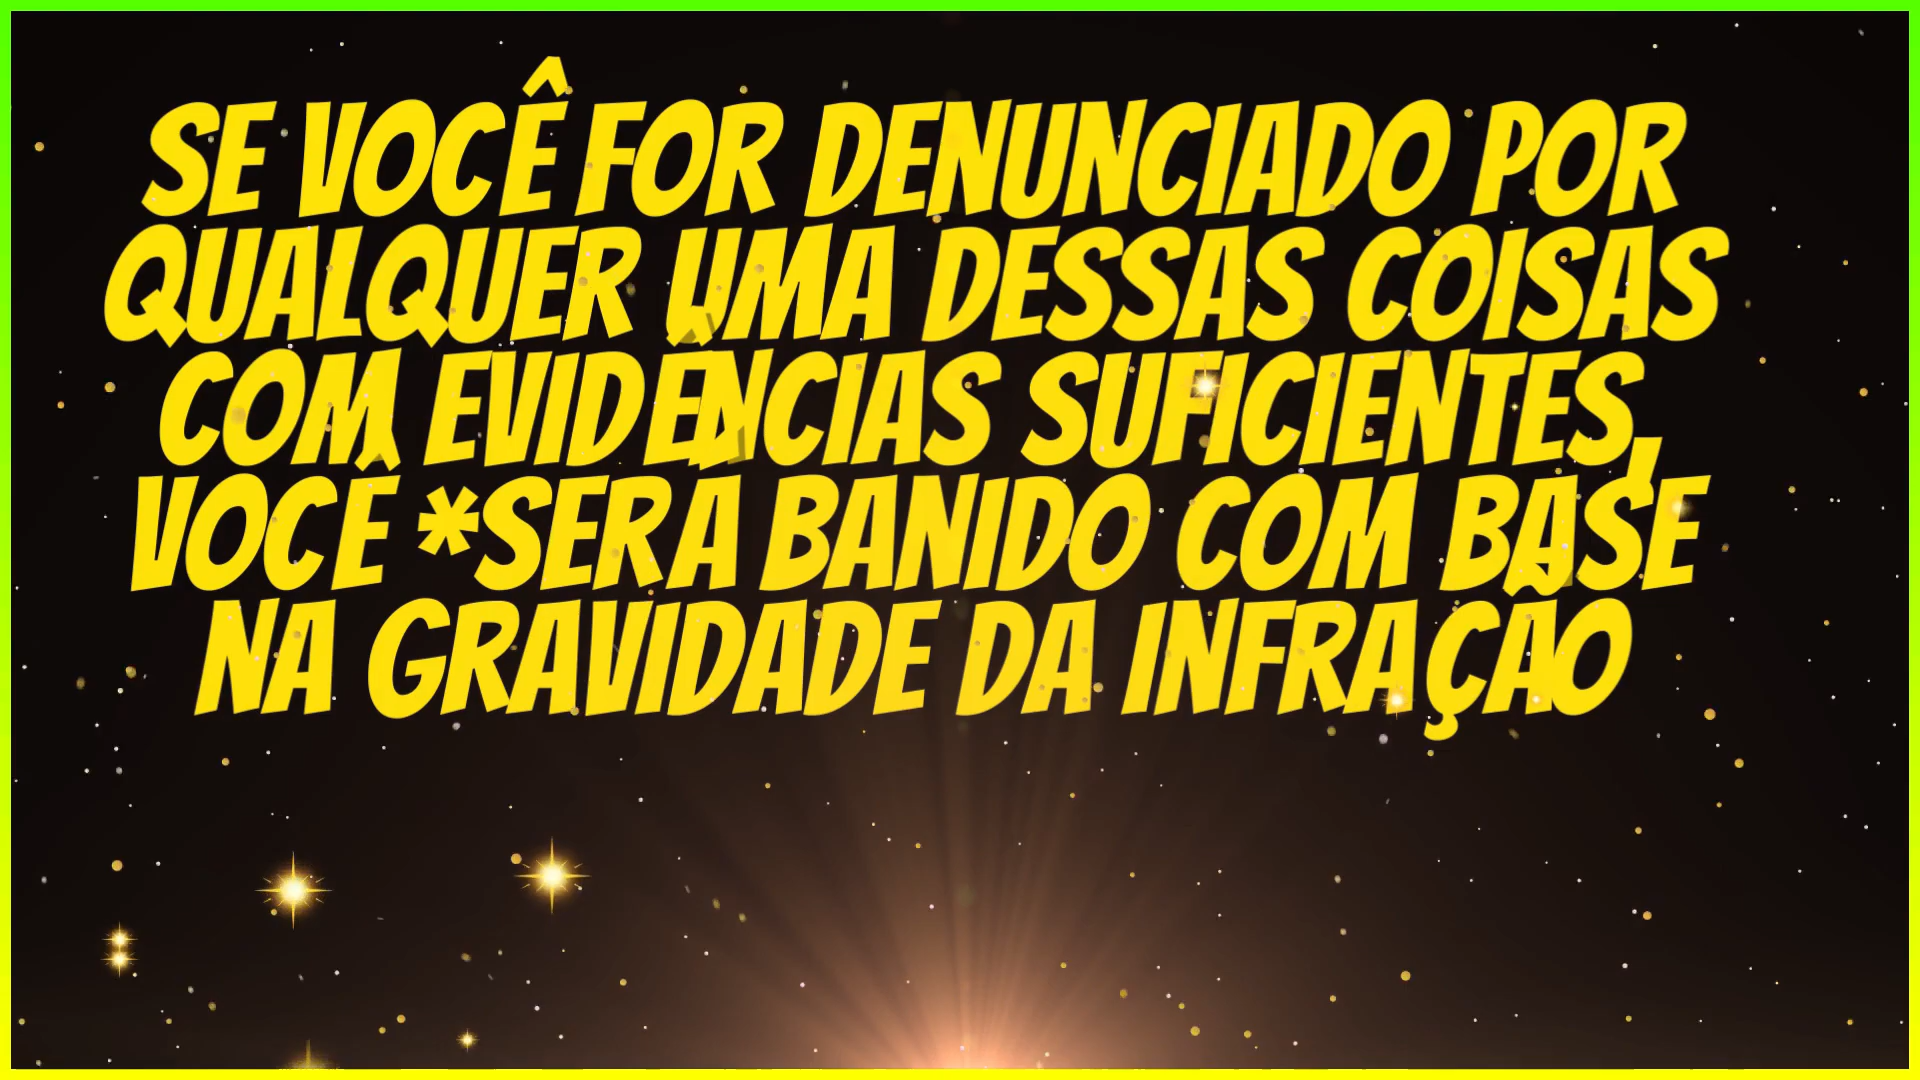 SE VOCÊ FOR DENUNCIADO POR
QUALQUER UMA DESSAS COISAS
COM EVIDÊNCIAS SUFICIENTES,
VOCÊ *SERÁ BANIDO COM BASE
NA GRAVIDADE DA INFRAÇÃO